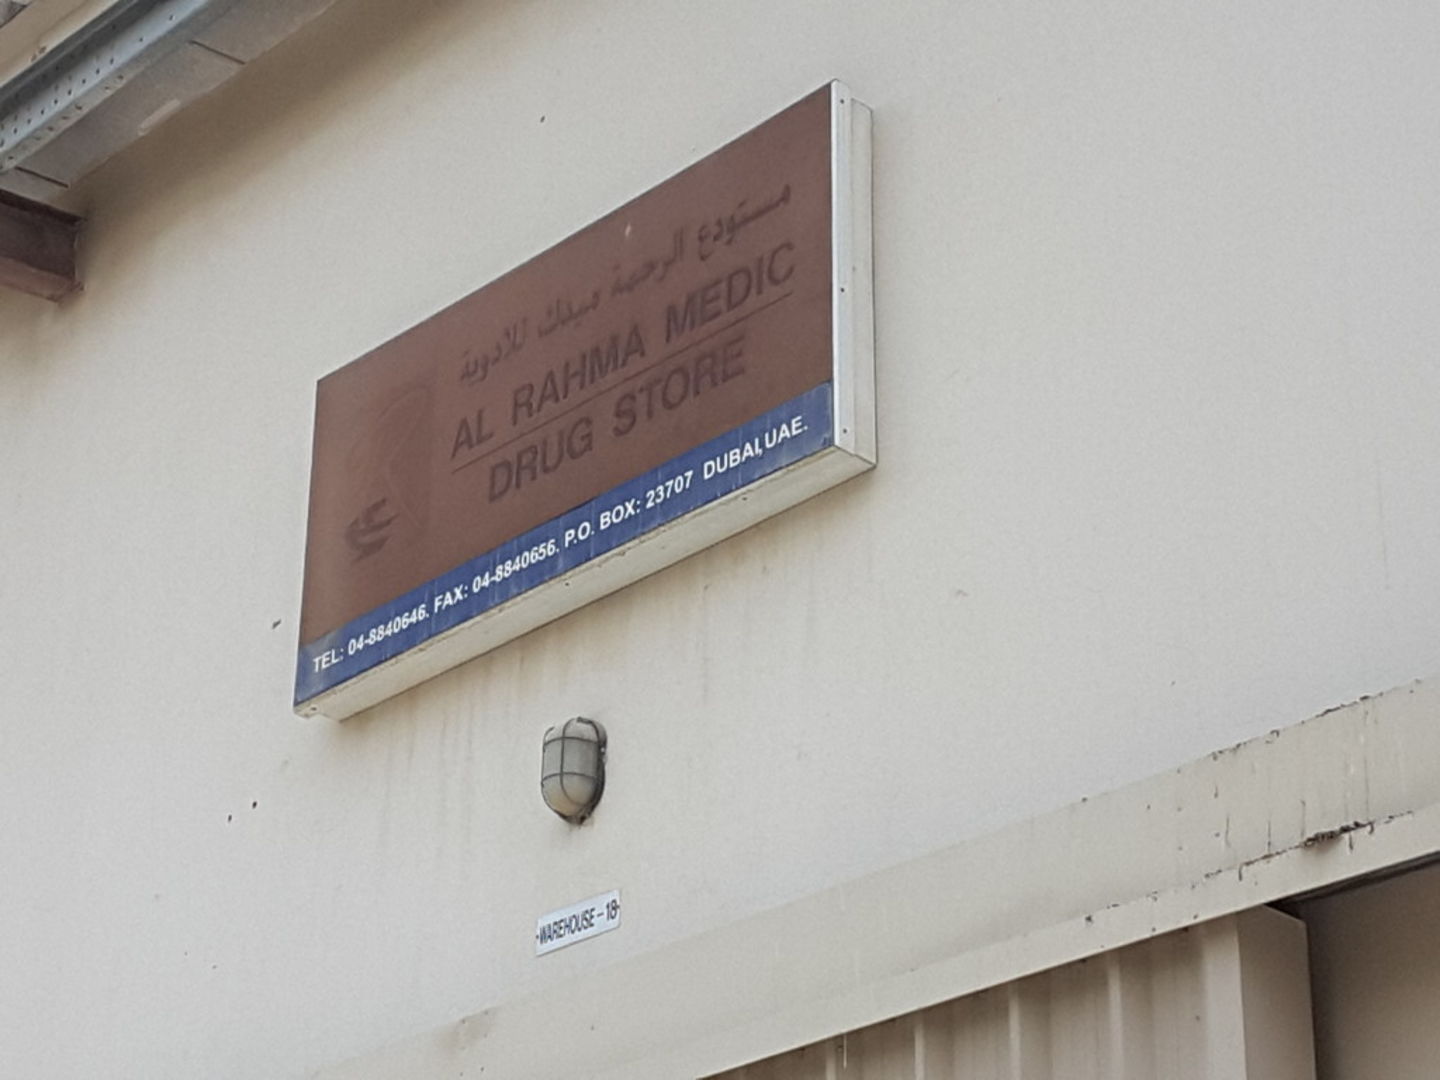 مستودع الرحمة ميدك للأدوية
AL RAHMA MEDIC
DRUG STORE
TEL: 04-8840646. FAX: 04-8840656. P.O. BOX: 23707 DUBAI,UAE.
WAREHOUSE-18